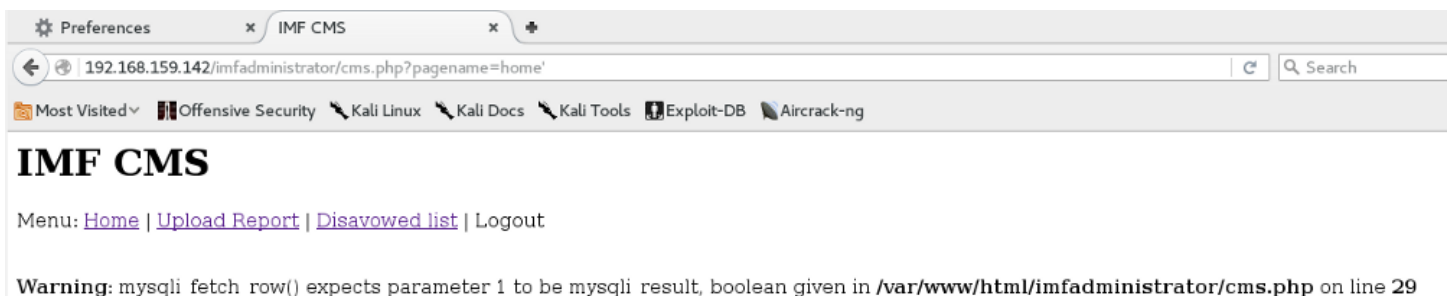 Preferences IMF CMS
192.168.159.142/imfadministrator/cms.php?pagename=home' Search
Most Visited Offensive Security Kali Linux Kali Docs Kali Tools Exploit-DB Aircrack-ng
IMF CMS
Menu: Home | Upload Report | Disavowed list | Logout
Warning: mysqli_fetch_row() expects parameter 1 to be mysqli_result, boolean given in /var/www/html/imfadministrator/cms.php on line 29